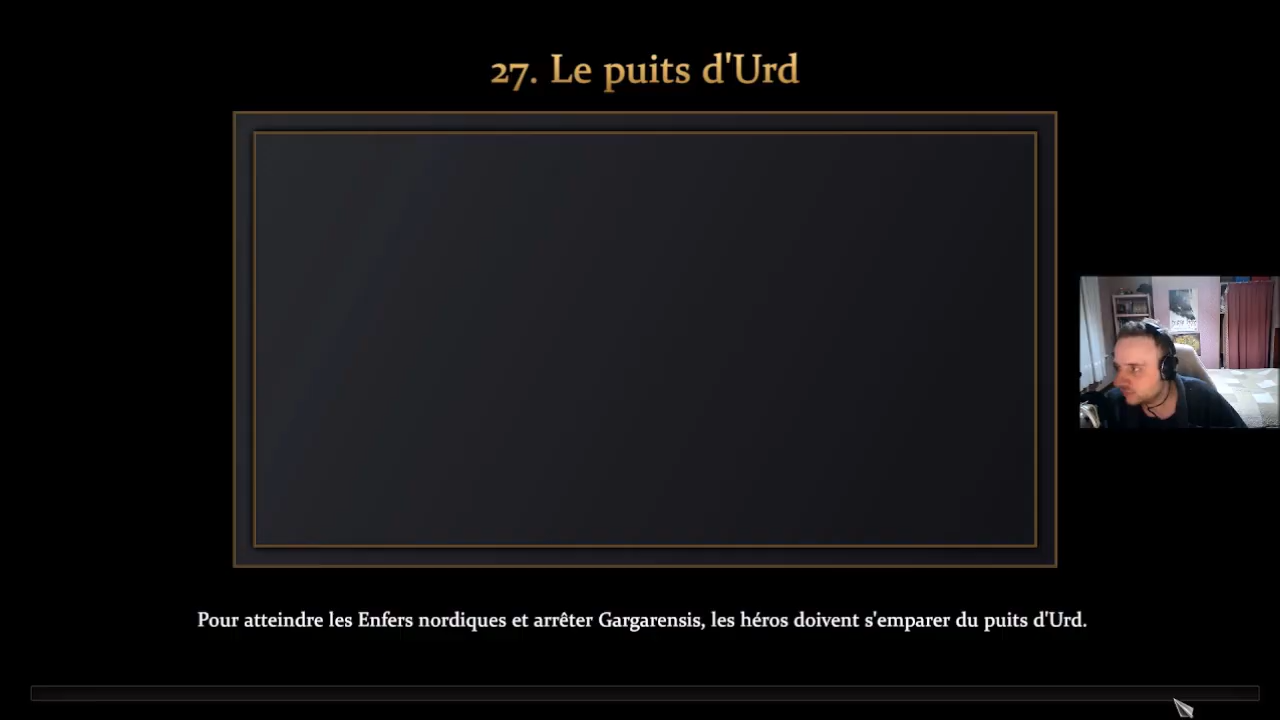 27. Le puits d'Urd
Pour atteindre les Enfers nordiques et arrêter Gargarensis, les héros doivent s'emparer du puits d'Urd.